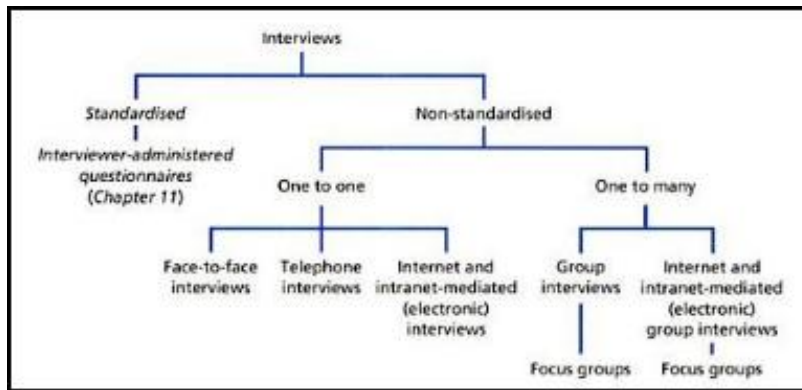 Interviews
Standardised
Non-standardised
Interviewer-administered
questionnaires
(Chapter 11)
One to one
One to many
Face-to-face
interviews
Telephone
interviews
Internet and
intranet-mediated
(electronic)
interviews
Group
interviews
Internet and
intranet-mediated
(electronic)
group interviews
Focus groups
Focus groups